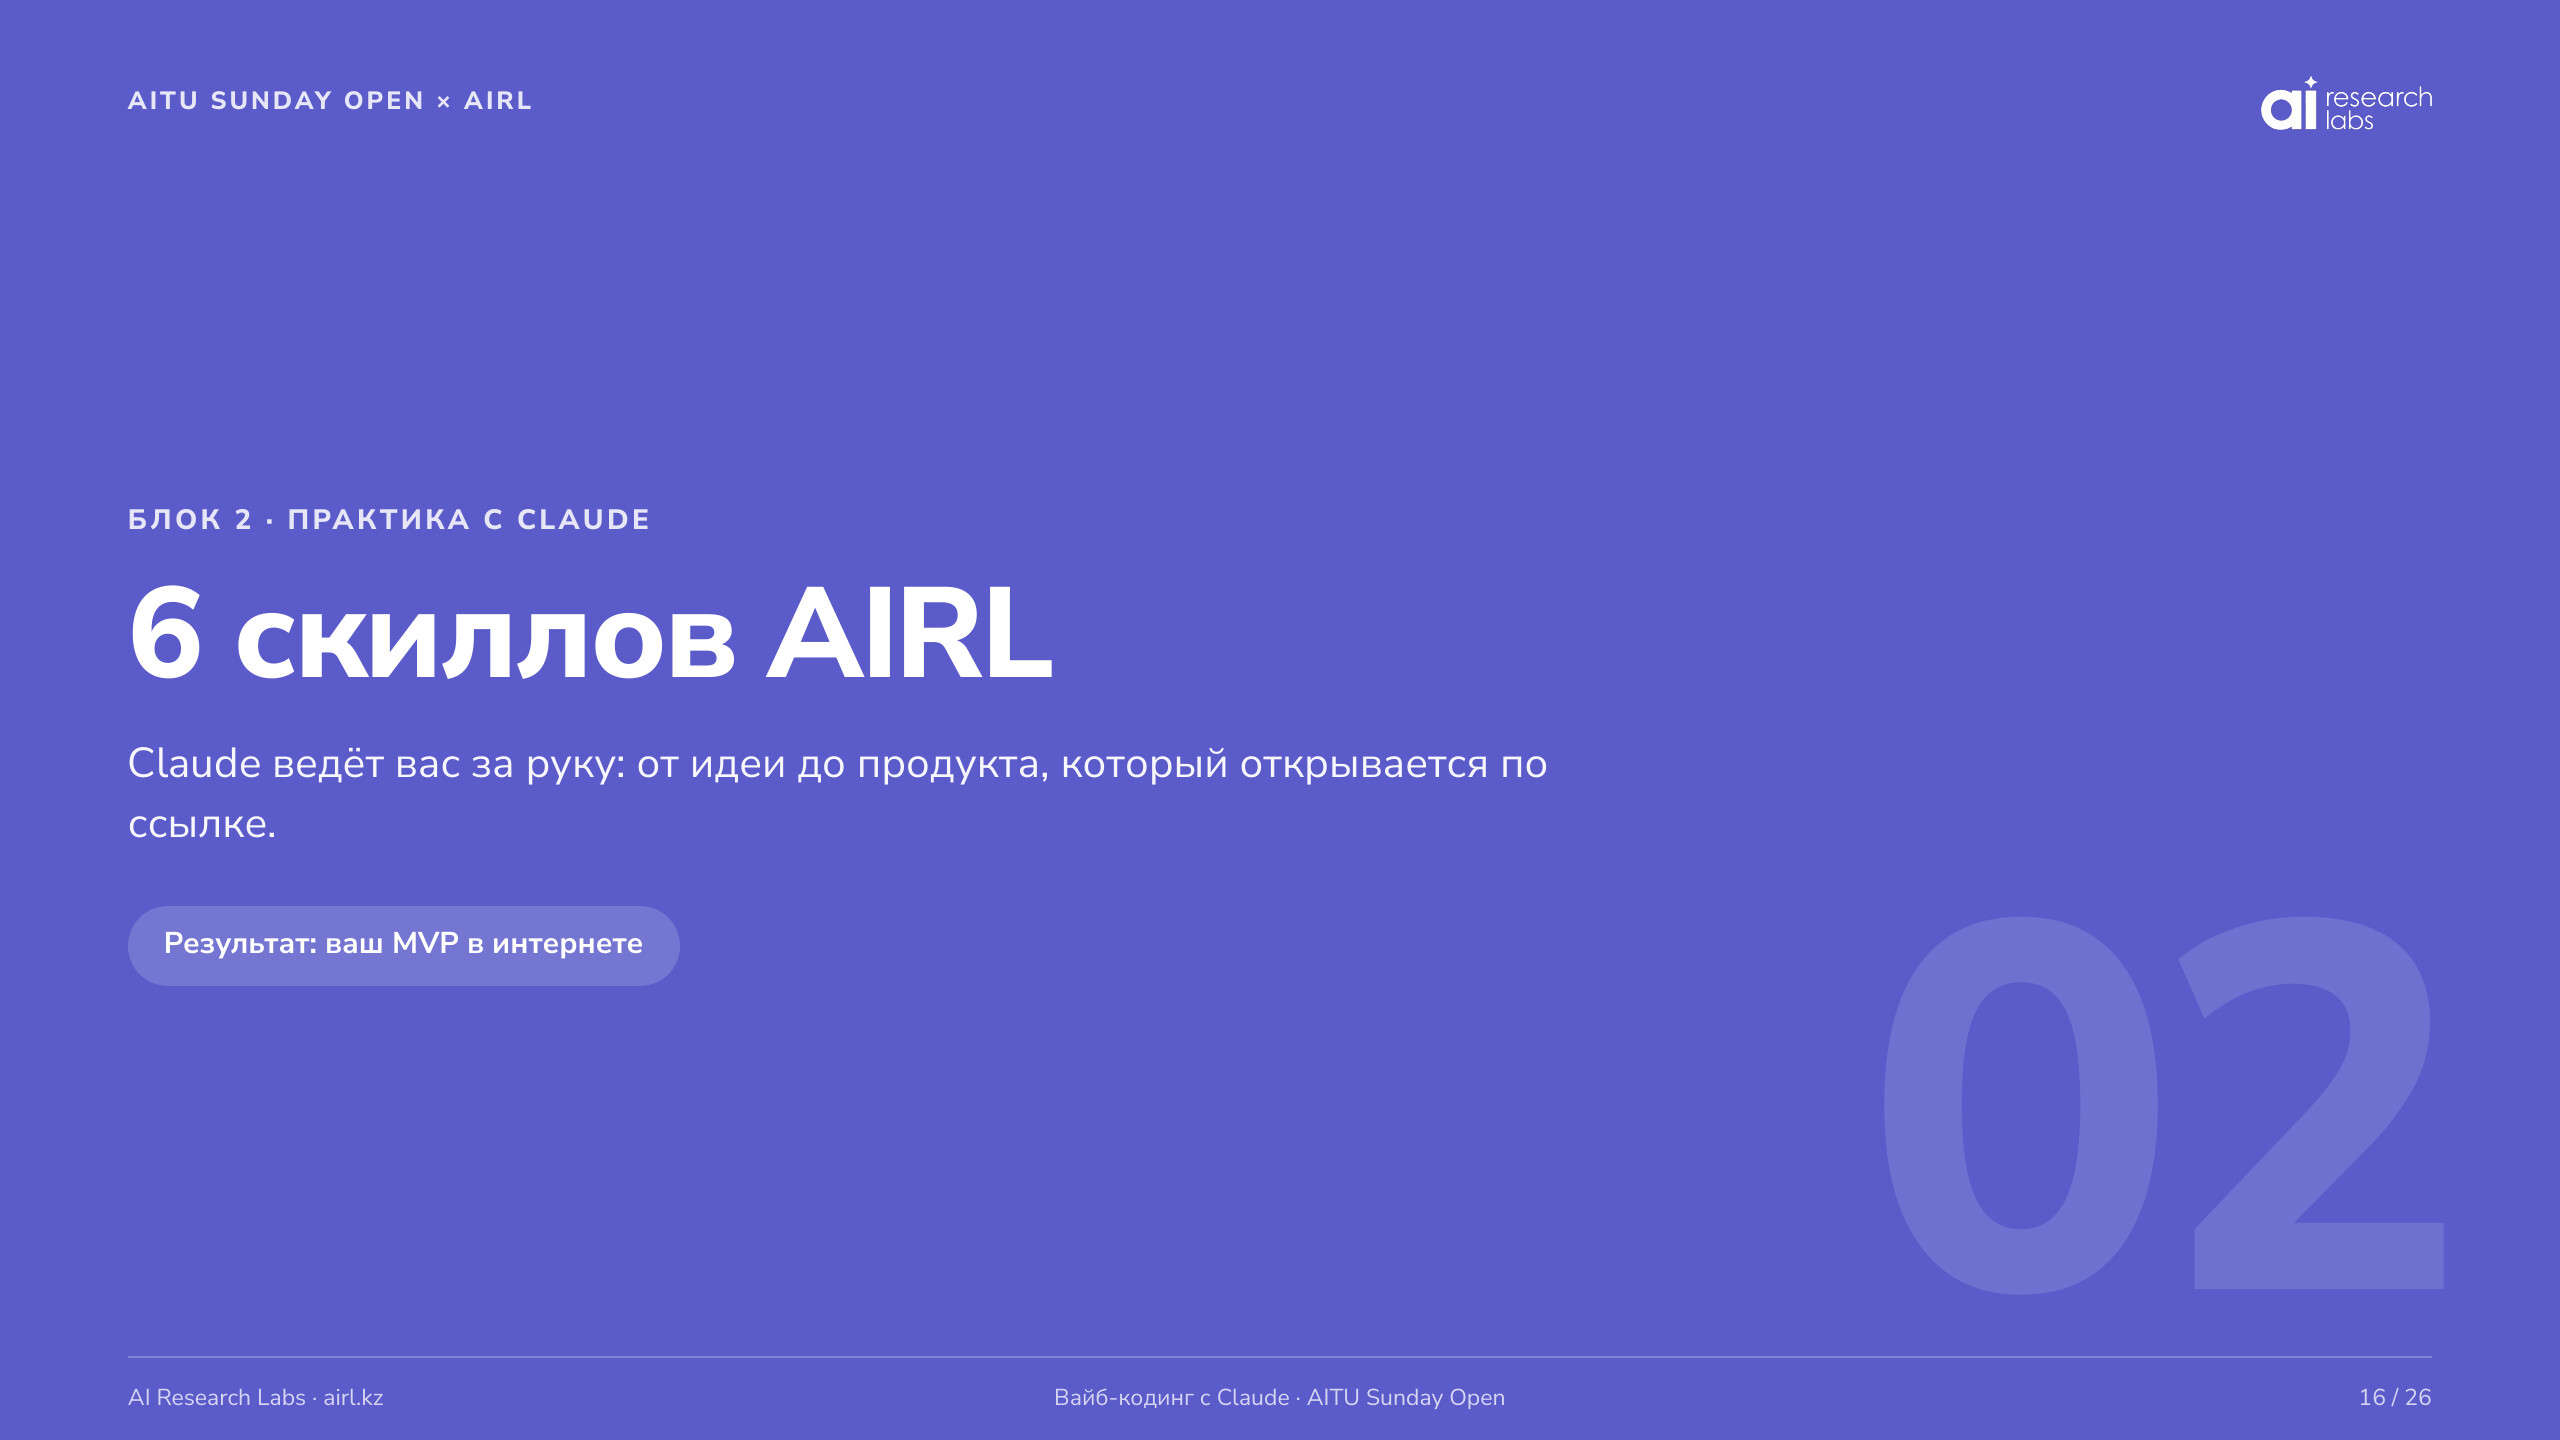 AITU SUNDAY OPEN × AIRL
ai research
labs
БЛОК 2 · ПРАКТИКА С CLAUDE
6 скиллов AIRL
Claude ведёт вас за руку: от идеи до продукта, который открывается по
ссылке.
Результат: ваш MVP в интернете
02
AI Research Labs · airl.kz
Вайб-кодинг с Claude · AITU Sunday Open
16 / 26